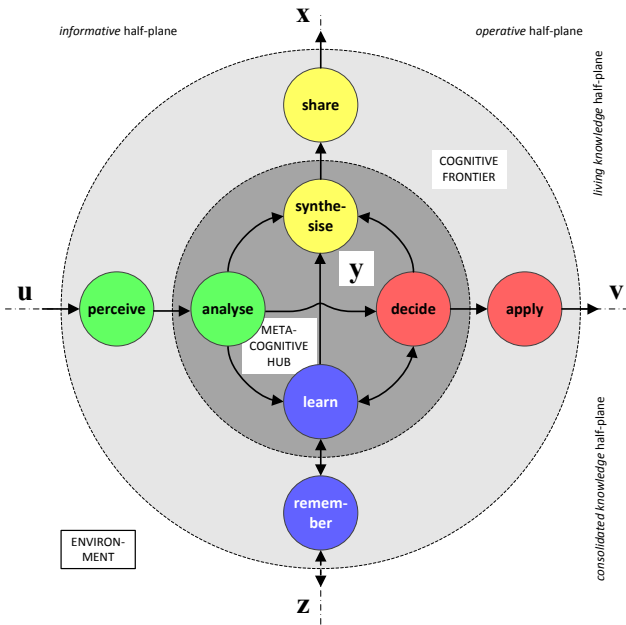 x
informative half-plane
operative half-plane
living knowledge half-plane
share
COGNITIVE
FRONTIER
synthe-
sise
y
u
v
perceive
analyse
decide
apply
META-
COGNITIVE
HUB
learn
remem-
ber
consolidated knowledge half-plane
ENVIRON-
MENT
z